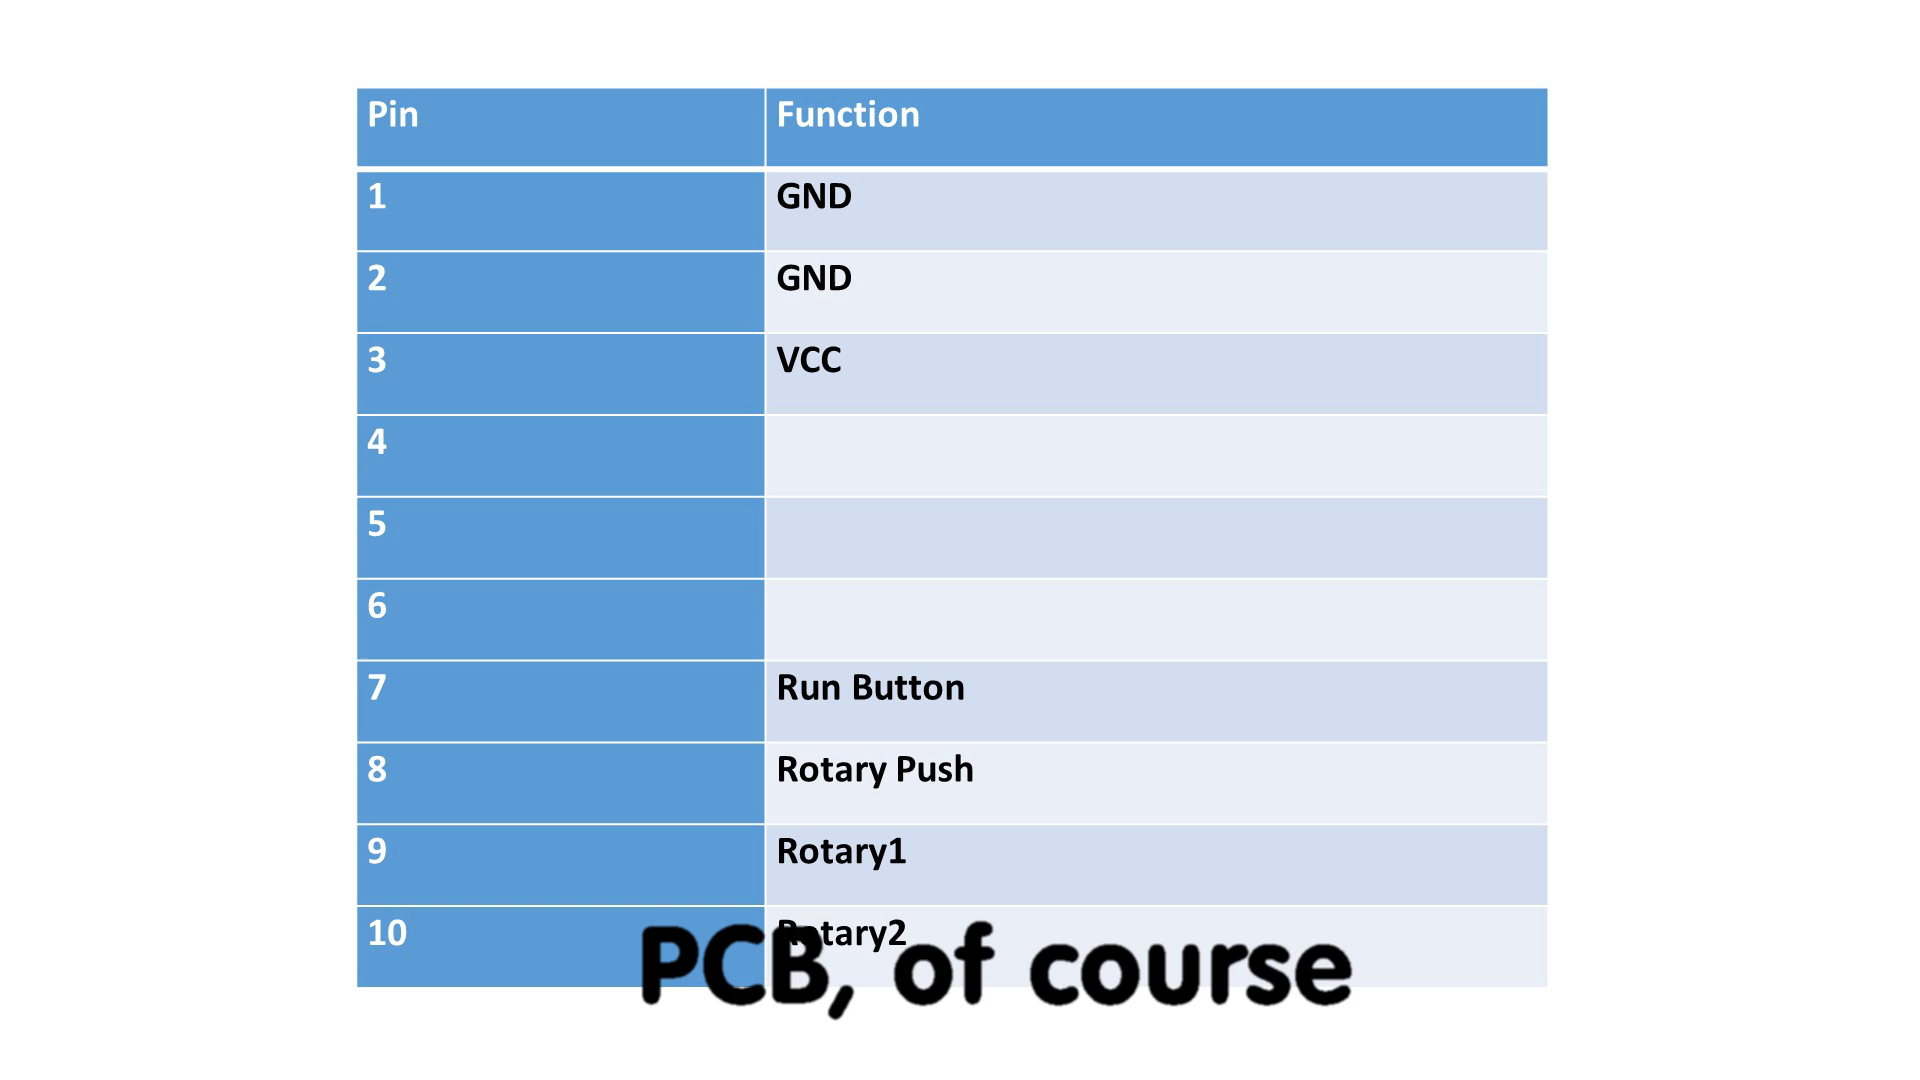 Pin Function
1 GND
2 GND
3 VCC
4
5
6
7 Run Button
8 Rotary Push
9 Rotary1
10 Rotary2
PCB, of course